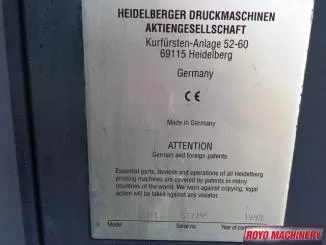 HEIDELBERGER DRUCKMASCHINEN
AKTIENGESELLSCHAFT
Kurfürsten-Anlage 52-60
69115 Heidelberg
Germany
CE
Made in Germany
ATTENTION
German and foreign patents
Essential parts, devices and operations of all Heidelberg
printing machines are covered by patents in many
countries of the world. We warn against copying, legal
action will be taken against any violator.
1998
Model
Serial no
Year of
ROYO MACHINERY